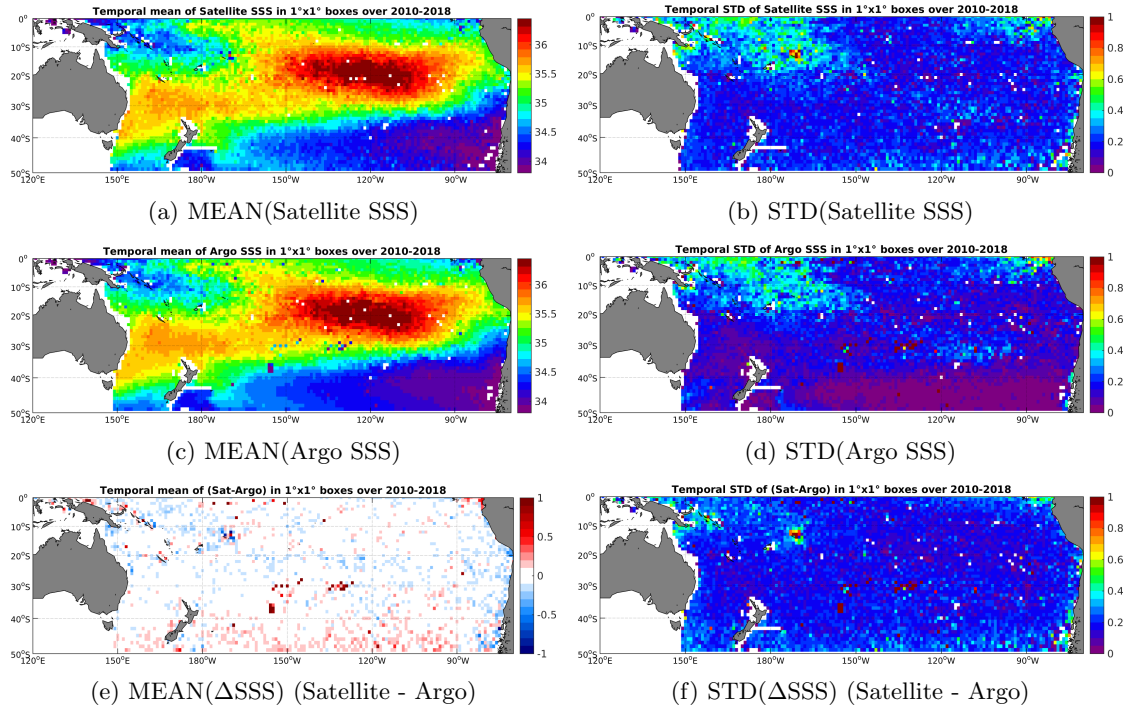 Temporal mean of Satellite SSS in 1°x1° boxes over 2010-2018
0°
10°S
20°S
30°S
40°S
50°S
120°E 150°E 180°W 150°W 120°W 90°W
36
35.5
35
34.5
34
(a) MEAN(Satellite SSS)
Temporal STD of Satellite SSS in 1°x1° boxes over 2010-2018
0°
10°S
20°S
30°S
40°S
50°S
120°E 150°E 180°W 150°W 120°W 90°W
1
0.8
0.6
0.4
0.2
0
(b) STD(Satellite SSS)
Temporal mean of Argo SSS in 1°x1° boxes over 2010-2018
0°
10°S
20°S
30°S
40°S
50°S
120°E 150°E 180°W 150°W 120°W 90°W
36
35.5
35
34.5
34
(c) MEAN(Argo SSS)
Temporal STD of Argo SSS in 1°x1° boxes over 2010-2018
0°
10°S
20°S
30°S
40°S
50°S
120°E 150°E 180°W 150°W 120°W 90°W
1
0.8
0.6
0.4
0.2
0
(d) STD(Argo SSS)
Temporal mean of (Sat-Argo) in 1°x1° boxes over 2010-2018
0°
10°S
20°S
30°S
40°S
50°S
120°E 150°E 180°W 150°W 120°W 90°W
1
0.5
0
-0.5
-1
(e) MEAN(ΔSSS) (Satellite - Argo)
Temporal STD of (Sat-Argo) in 1°x1° boxes over 2010-2018
0°
10°S
20°S
30°S
40°S
50°S
120°E 150°E 180°W 150°W 120°W 90°W
1
0.8
0.6
0.4
0.2
0
(f) STD(ΔSSS) (Satellite - Argo)